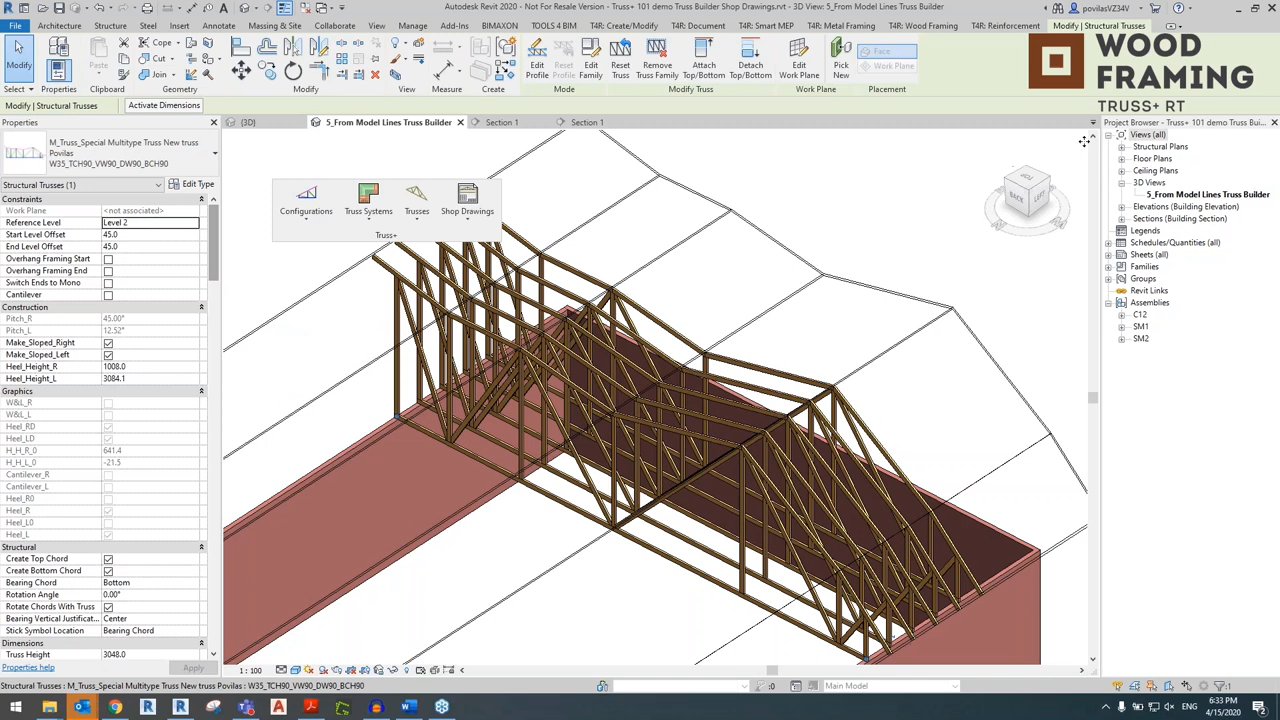 Autodesk Revit 2020 - Not For Resale Version - Truss+ 101 demo Truss Builder Shop Drawings.rvt - 3D View: 5_From Model Lines Truss Builder
povilasVZ34V
File Architecture Structure Steel Systems Insert Annotate Analyze Massing & Site Collaborate View Manage Add-Ins BIMAXON TOOLS 4 BIM T4R: Create/Modify T4R: Document T4R: Smart MEP T4R: Metal Framing T4R: Wood Framing T4R: Reinforcement Modify | Structural Trusses
Modify
Paste
Cope
Edit Profile
Reset Profile
Edit Family
Reset Truss
Remove Truss Family
Attach Top/Bottom
Detach Top/Bottom
Edit Work Plane
Pick New
Face
Work Plane
Select Properties Clipboard Geometry Modify View Measure Create Mode Modify Truss Work Plane Placement
WOOD
FRAMING
TRUSS+ RT
Modify | Structural Trusses Activate Dimensions
Properties
M_Truss_Special Multitype Truss New truss
Povilas
W35_TCH90_VW90_DW90_BCH90
Structural Trusses (1) Edit Type
Constraints
Work Plane <not associated>
Reference Level Level 2
Start Level Offset 45.0
End Level Offset 45.0
Overhang Framing Start
Overhang Framing End
Switch Ends to Mono
Cantilever
Construction
Pitch_R 45.00°
Pitch_L 12.52°
Make_Sloped_Right
Make_Sloped_Left
Heel_Height_R 1008.0
Heel_Height_L 3084.1
Graphics
W&L_R
W&L_L
Heel_RD
Heel_LD
H_H_R_0 641.4
H_H_L_0 -21.5
Cantilever_R
Cantilever_L
Heel_R0
Heel_R
Heel_L0
Heel_L
Structural
Create Top Chord
Create Bottom Chord
Bearing Chord Bottom
Rotation Angle 0.00°
Rotate Chords With Truss
Bearing Vertical Justificat... Center
Stick Symbol Location Bearing Chord
Dimensions
Truss Height 3048.0
Properties help Apply
{3D} 5_From Model Lines Truss Builder Section 1 Section 1
Configurations Truss Systems Trusses Shop Drawings
Truss+
TOP
BACK LEFT
1 : 100
Project Browser - Truss+ 101 demo Truss Buil...
Views (all)
Structural Plans
Floor Plans
Ceiling Plans
3D Views
5_From Model Lines Truss Builder
Elevations (Building Elevation)
Sections (Building Section)
Legends
Schedules/Quantities (all)
Sheets (all)
Families
Groups
Revit Links
Assemblies
C12
SM1
SM2
Structural Trusses : M_Truss_Special Multitype Truss New truss Povilas : W35_TCH90_VW90_DW90_BCH90
:0 Main Model :1
ENG
6:33 PM
4/15/2020
2